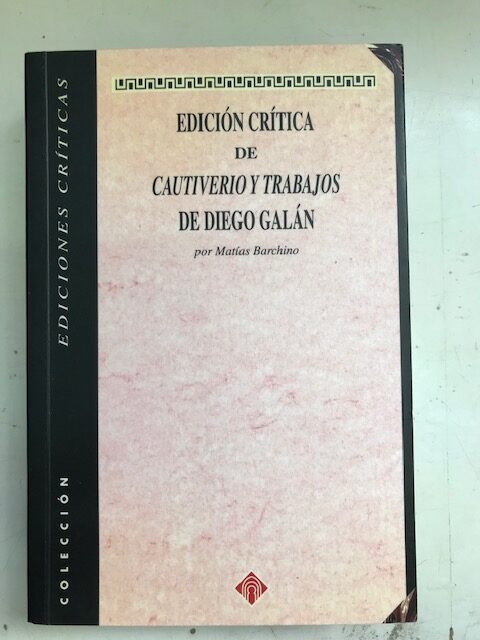 EDICIÓN CRÍTICA
DE
CAUTIVERIO Y TRABAJOS
DE DIEGO GALÁN
por Matías Barchino
COLECCIÓN EDICIONES CRÍTICAS